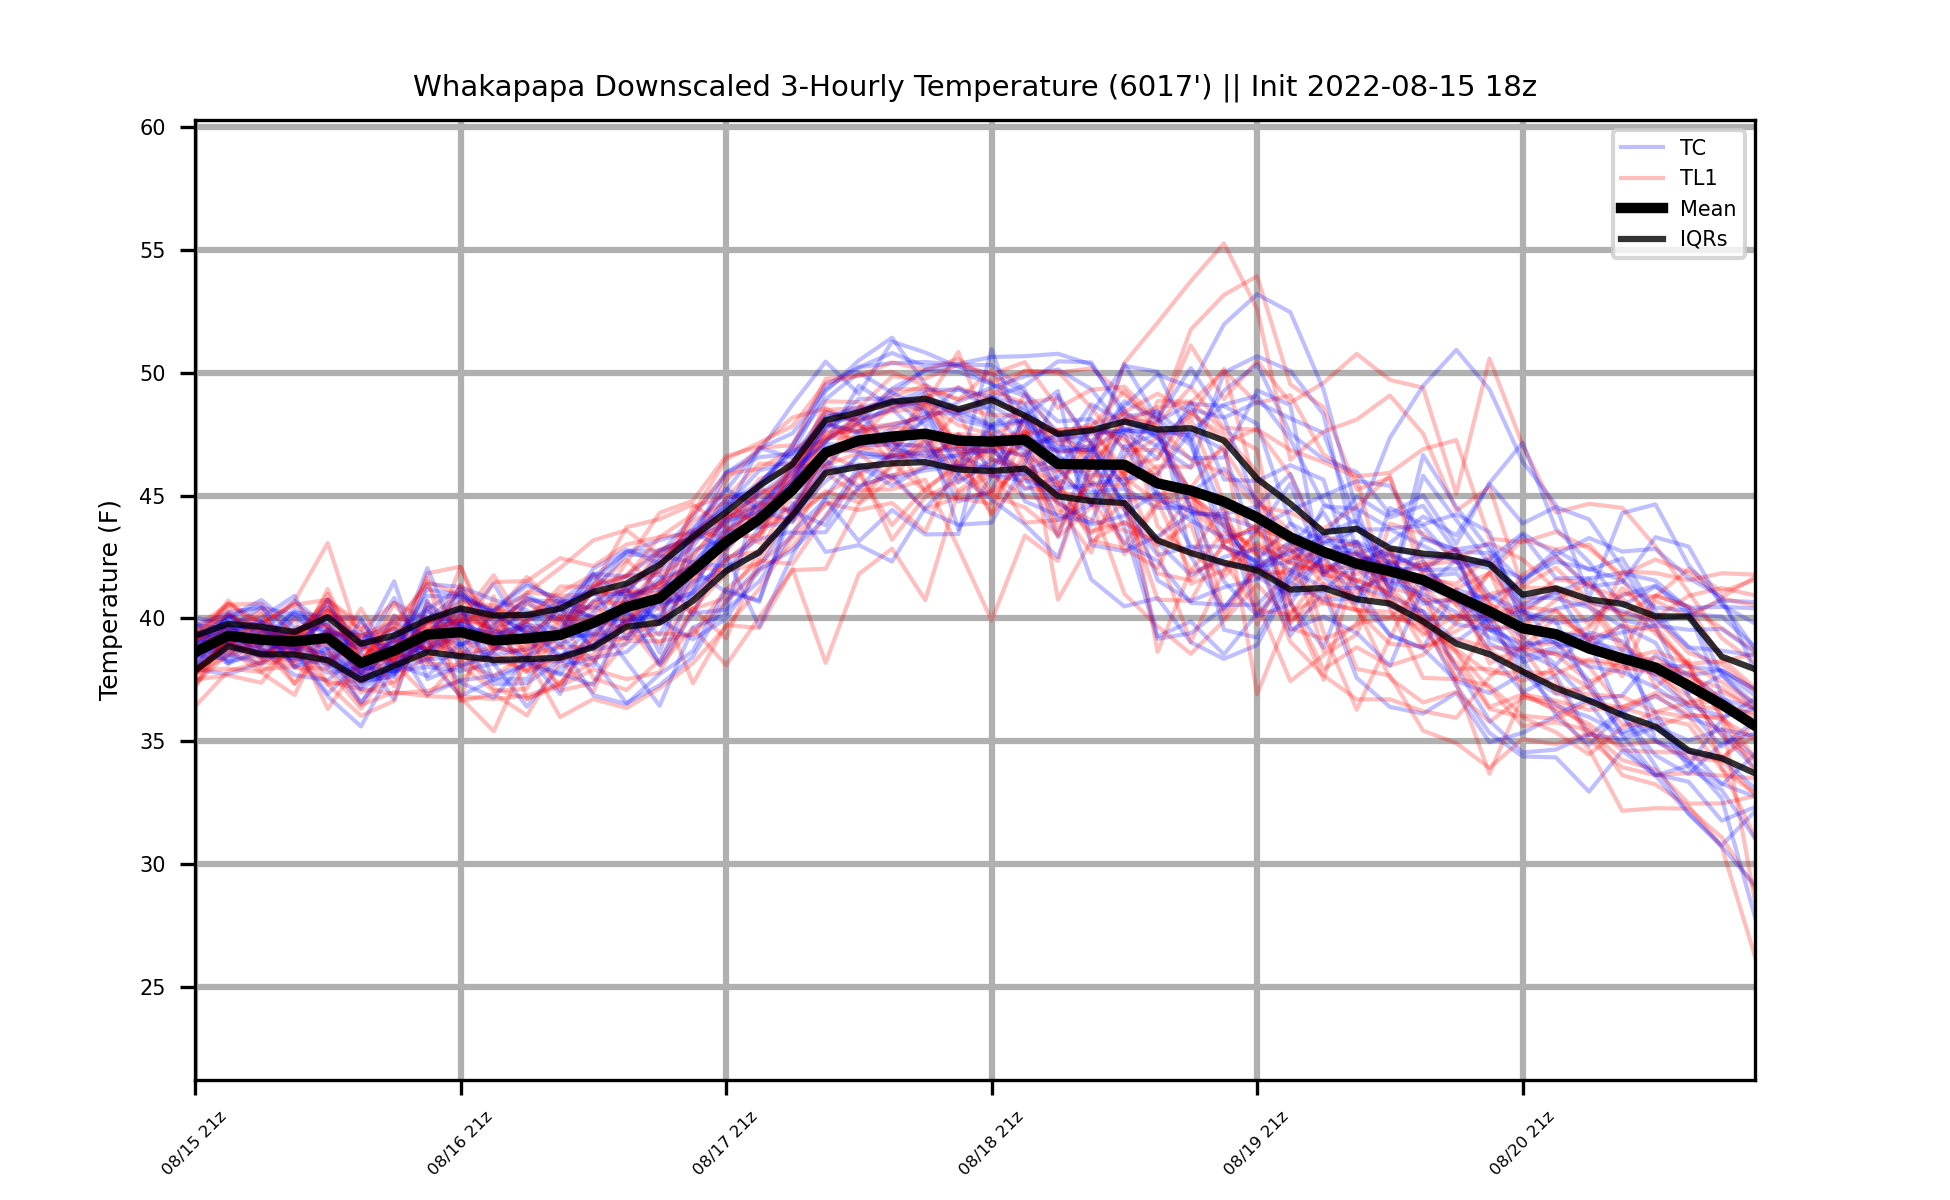 Whakapapa Downscaled 3-Hourly Temperature (6017') || Init 2022-08-15 18z
TC
TL1
Mean
IQRs
Temperature (F)
60
55
50
45
40
35
30
25
08/15 21z
08/16 21z
08/17 21z
08/18 21z
08/19 21z
08/20 21z